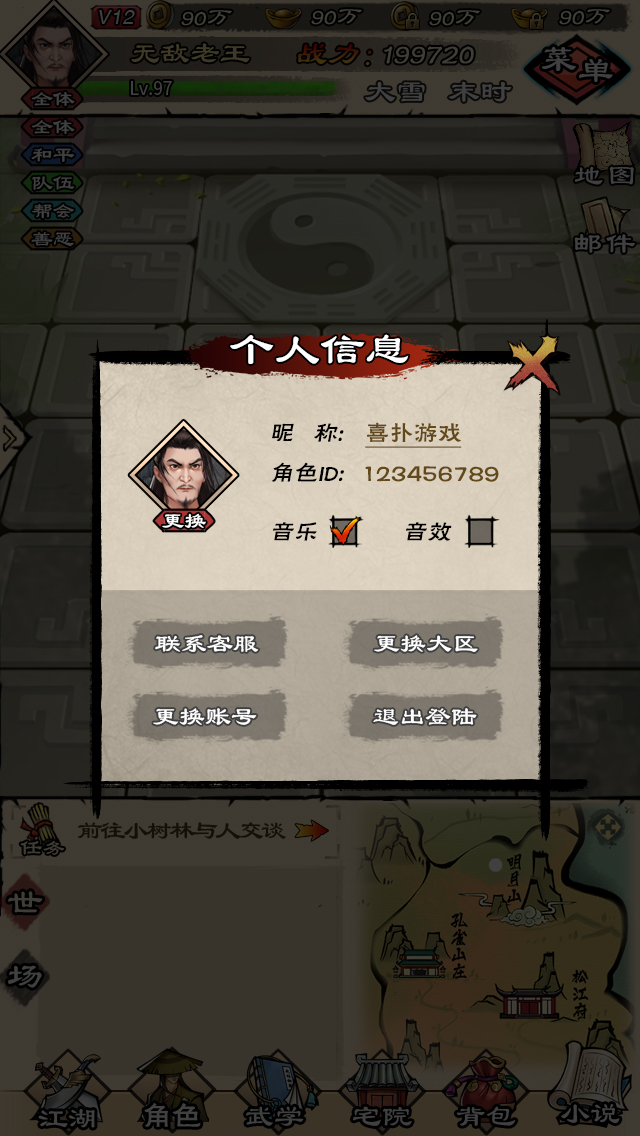 V12 90万 90万 90万 90万
无敌老王 战力：199720 菜单
Lv.97 大雪 末时
全体
全体
和平
队伍
帮会
善恶
地图
邮件
个人信息
昵 称: 喜扑游戏
角色ID: 123456789
更换
音乐 音效
联系客服 更换大区
更换账号 退出登陆
任务 前往小树林与人交谈
世
场
明月山
孔雀山庄
松江府
江湖 角色 武学 宅院 背包 小说